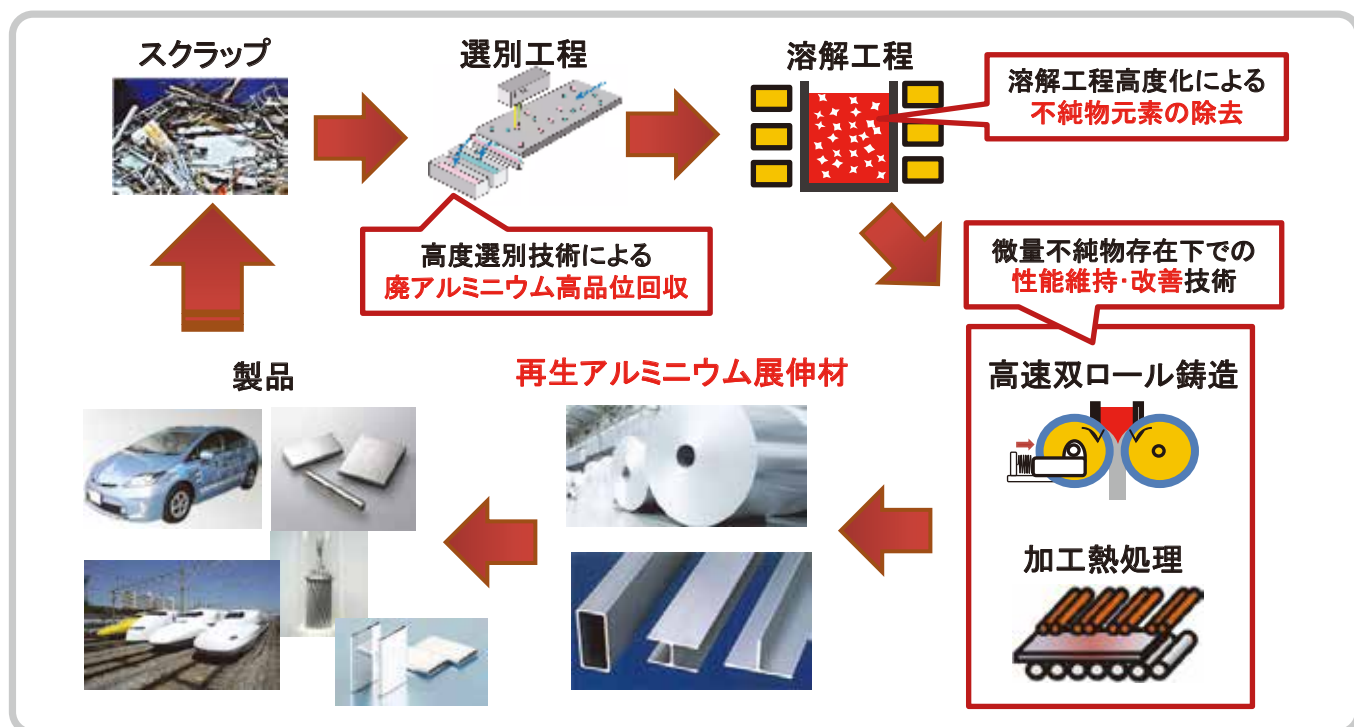 スクラップ
選別工程
溶解工程
溶解工程高度化による
不純物元素の除去
高度選別技術による
廃アルミニウム高品位回収
微量不純物存在下での
性能維持・改善技術
高速双ロール鋳造
加工熱処理
再生アルミニウム展伸材
製品